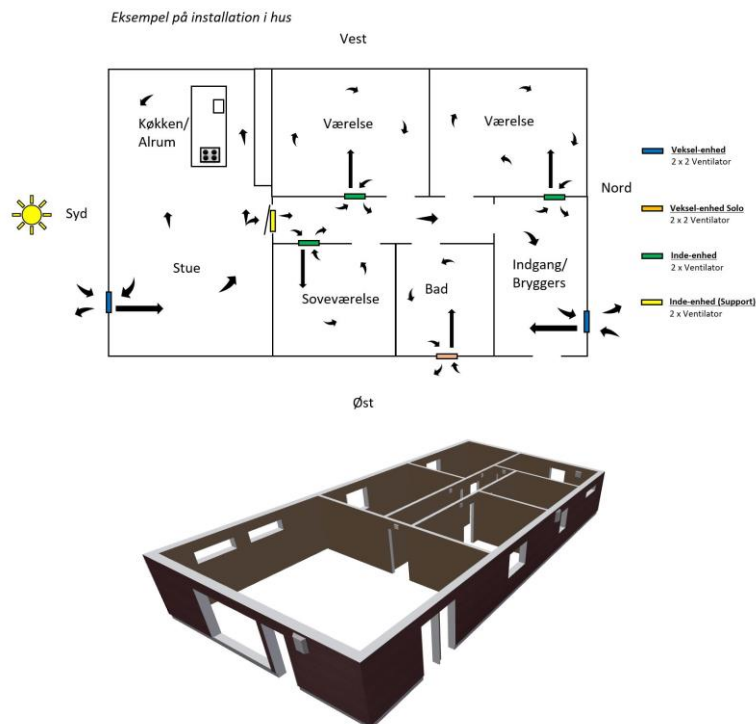 Eksempel på installation i hus
Vest
Køkken/
Alrum
Værelse
Værelse
Veksel-enhed
2 x 2 Ventilator
Syd
Nord
Veksel-enhed Solo
2 x 2 Ventilator
Stue
Soveværelse
Bad
Indgang/
Bryggers
Inde-enhed
2 x Ventilator
Inde-enhed (Support)
2 x Ventilator
Øst